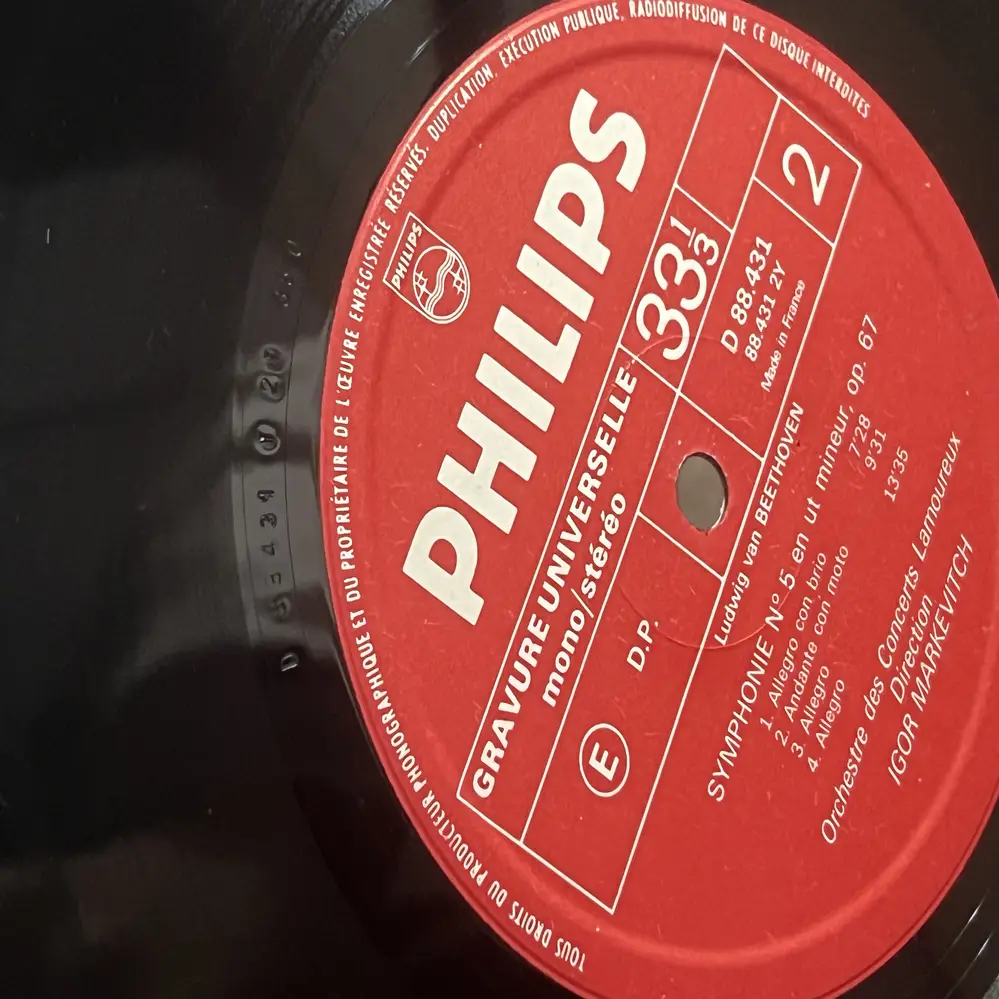 TOUS DROITS DU PRODUCTEUR PHONOGRAPHIQUE ET DU PROPRIÉTAIRE DE L'ŒUVRE ENREGISTRÉE RÉSERVÉS. DUPLICATION, EXÉCUTION PUBLIQUE, RADIODIFFUSION DE CE DISQUE INTERDITES
PHILIPS
PHILIPS
GRAVURE UNIVERSELLE
mono/stéréo
33 1/3
2
E
D.P.
D 88.431
88.431 2Y
Made in France
Ludwig van BEETHOVEN
SYMPHONIE N° 5 en ut mineur, op. 67
1. Allegro con brio 7'28
2. Andante con moto 9'31
3. Allegro
4. Allegro 13'35
Orchestre des Concerts Lamoureux
Direction
IGOR MARKEVITCH